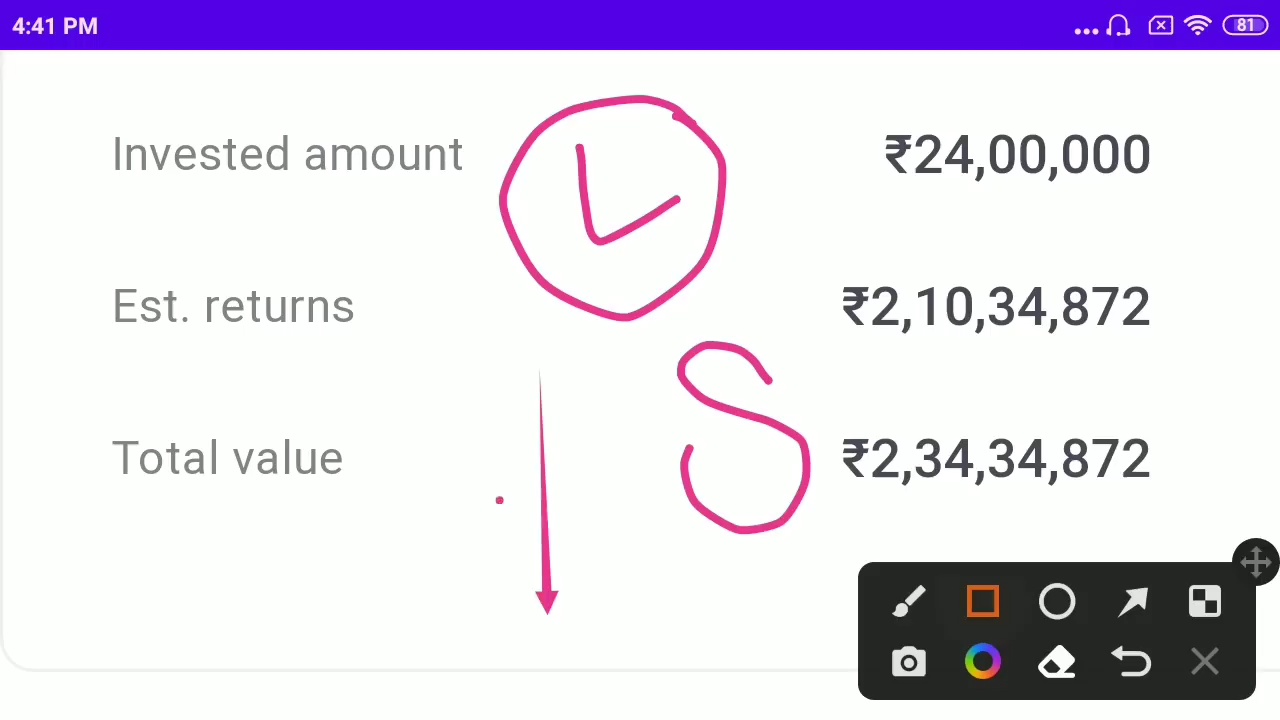 4:41 PM
81
Invested amount ₹24,00,000
L
Est. returns ₹2,10,34,872
S
Total value ₹2,34,34,872